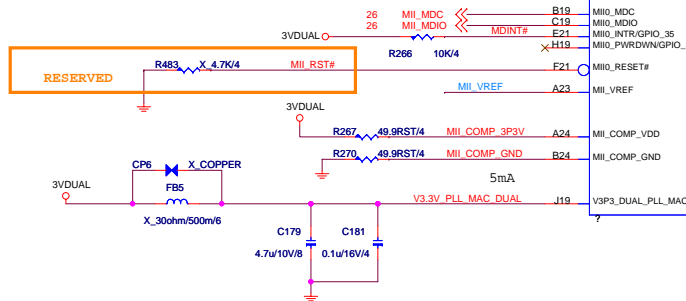 26 MII_MDC B19 MII0_MDC
26 MII_MDIO C19 MII0_MDIO
3VDUAL MDINT# E21 MII0_INTR/GPIO_35
R266 10K/4 H19 MII0_PWRDWN/GPIO_
R483 X_4.7K/4 MII_RST# F21 MII0_RESET#
RESERVED
MII_VREF A23 MII_VREF
3VDUAL
R267 49.9RST/4 MII_COMP_3P3V A24 MII_COMP_VDD
R270 49.9RST/4 MII_COMP_GND B24 MII_COMP_GND
CP6 X_COPPER
5mA
3VDUAL FB5
V3.3V_PLL_MAC_DUAL J19 V3P3_DUAL_PLL_MAC
X_30ohm/500m/6
?
C179 C181
4.7u/10V/8 0.1u/16V/4